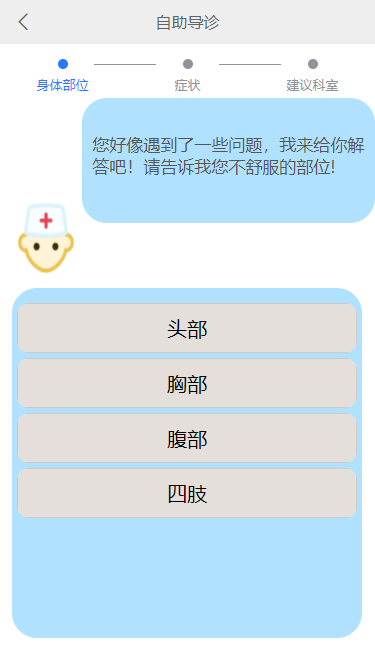 自助导诊
身体部位
症状
建议科室
您好像遇到了一些问题，我来给你解
答吧！请告诉我您不舒服的部位!
头部
胸部
腹部
四肢